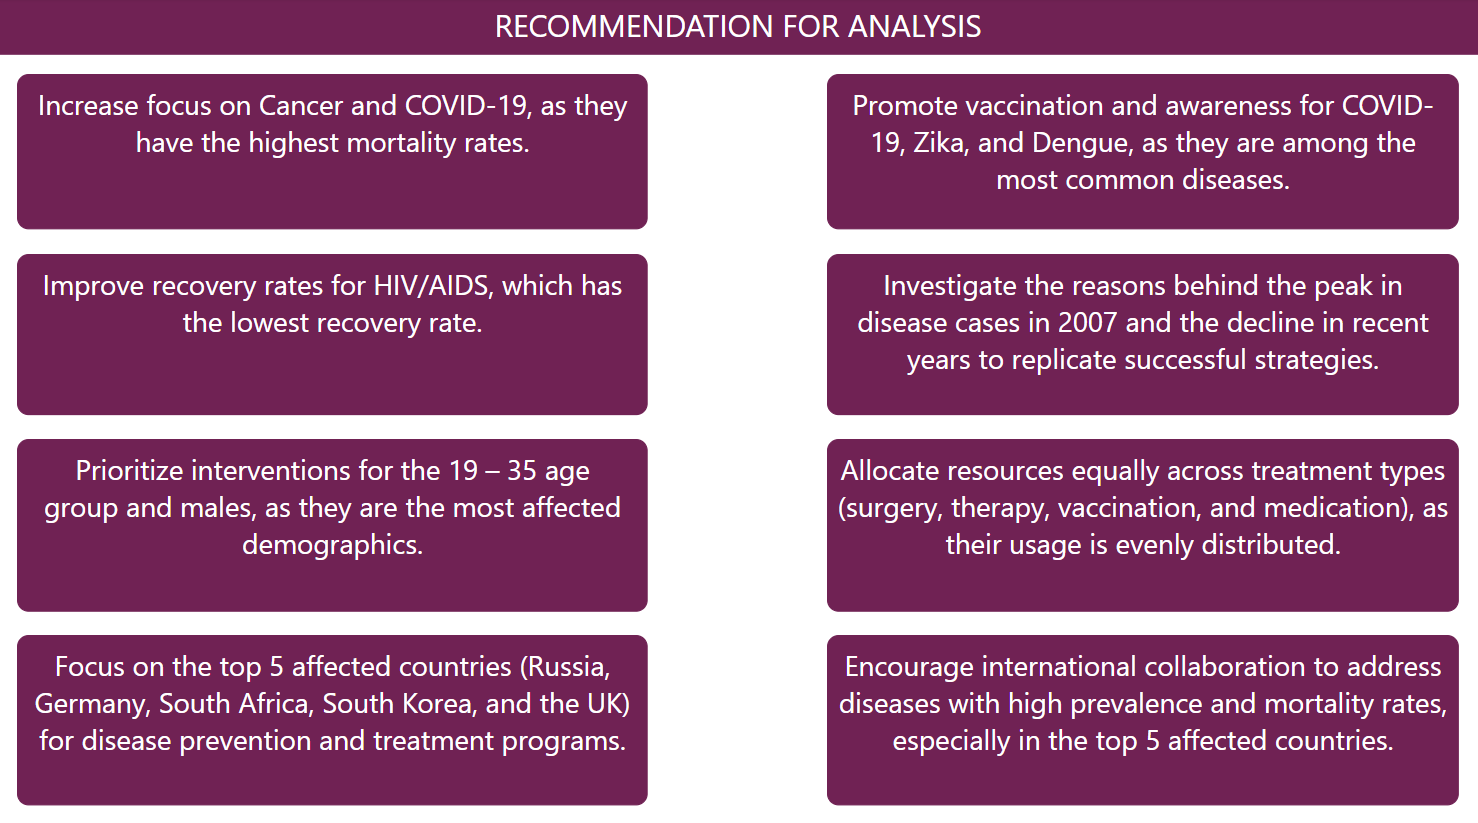 RECOMMENDATION FOR ANALYSIS
Increase focus on Cancer and COVID-19, as they
have the highest mortality rates.
Promote vaccination and awareness for COVID-
19, Zika, and Dengue, as they are among the
most common diseases.
Improve recovery rates for HIV/AIDS, which has
the lowest recovery rate.
Investigate the reasons behind the peak in
disease cases in 2007 and the decline in recent
years to replicate successful strategies.
Prioritize interventions for the 19 – 35 age
group and males, as they are the most affected
demographics.
Allocate resources equally across treatment types
(surgery, therapy, vaccination, and medication), as
their usage is evenly distributed.
Focus on the top 5 affected countries (Russia,
Germany, South Africa, South Korea, and the UK)
for disease prevention and treatment programs.
Encourage international collaboration to address
diseases with high prevalence and mortality rates,
especially in the top 5 affected countries.